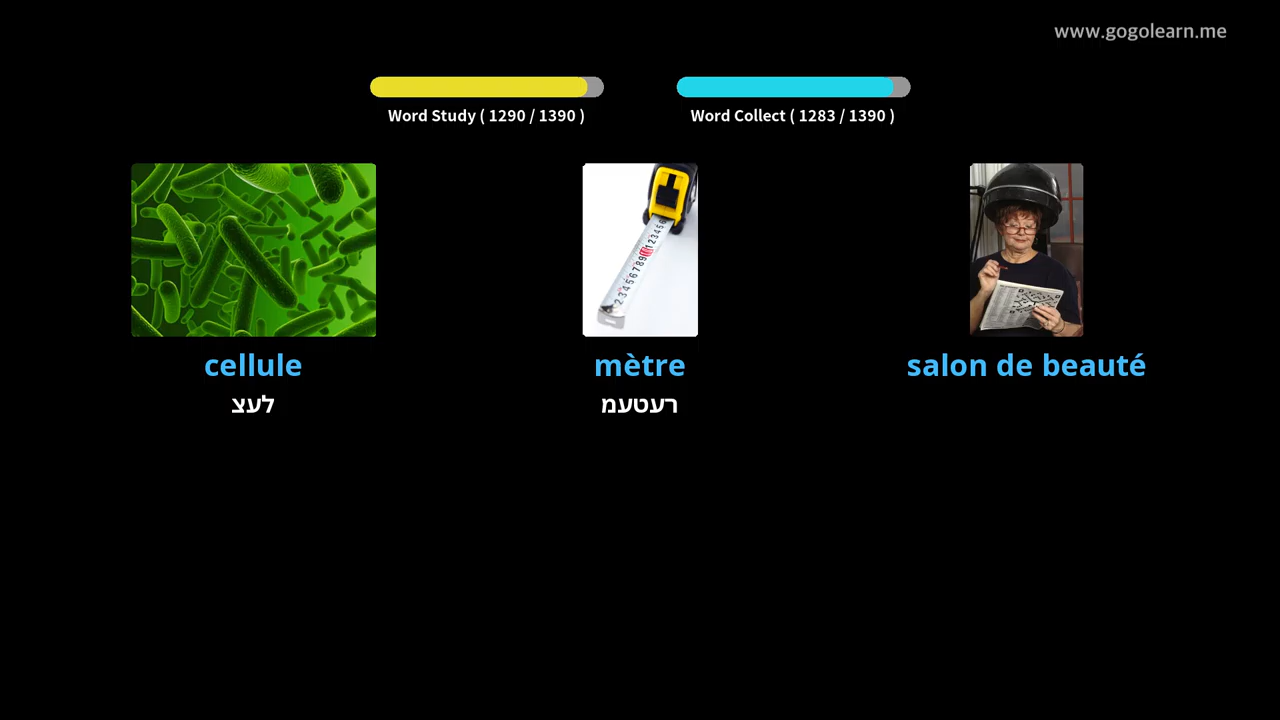 www.gogolearn.me
Word Study ( 1290 / 1390 )
Word Collect ( 1283 / 1390 )
cellule
לעצ
mètre
רעטעמ
salon de beauté